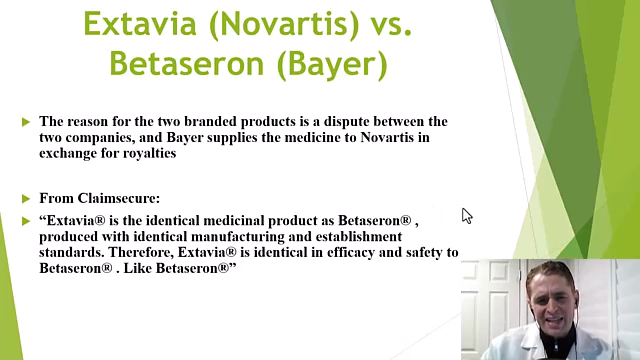 Extavia (Novartis) vs.
Betaseron (Bayer)
The reason for the two branded products is a dispute between the
two companies, and Bayer supplies the medicine to Novartis in
exchange for royalties
From Claimsecure:
“Extavia® is the identical medicinal product as Betaseron® ,
produced with identical manufacturing and establishment
standards. Therefore, Extavia® is identical in efficacy and safety to
Betaseron® . Like Betaseron®”